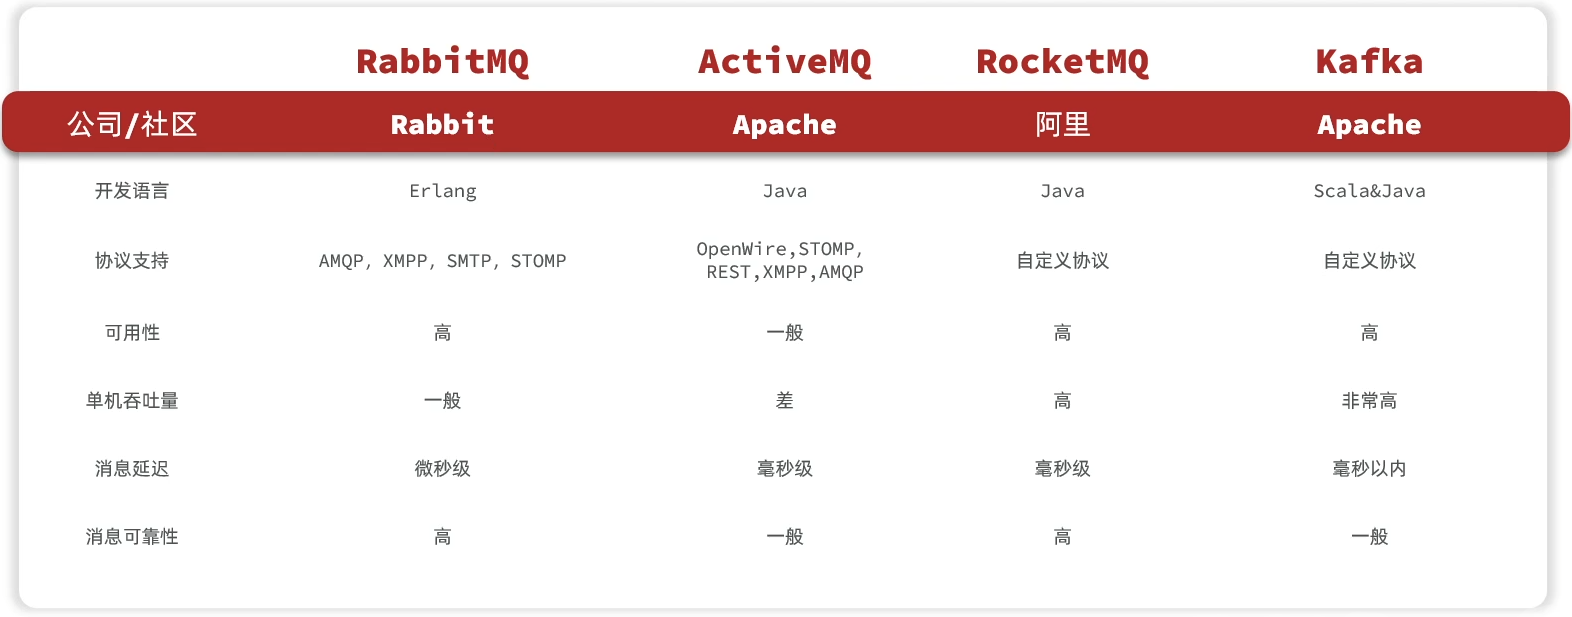 RabbitMQ ActiveMQ RocketMQ Kafka
公司/社区 Rabbit Apache 阿里 Apache
开发语言 Erlang Java Java Scala&Java
协议支持 AMQP, XMPP, SMTP, STOMP OpenWire,STOMP, 自定义协议 自定义协议
REST,XMPP,AMQP
可用性 高 一般 高 高
单机吞吐量 一般 差 高 非常高
消息延迟 微秒级 毫秒级 毫秒级 毫秒以内
消息可靠性 高 一般 高 一般